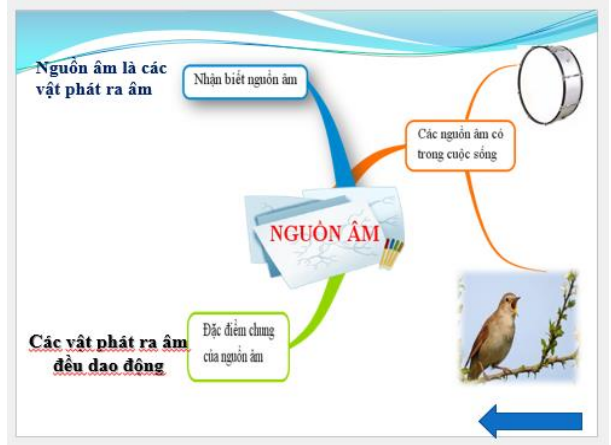 Nguồn âm là các
vật phát ra âm
Nhận biết nguồn âm
Các nguồn âm có
trong cuộc sống
NGUỒN ÂM
Các vật phát ra âm
đều dao động
Đặc điểm chung
của nguồn âm